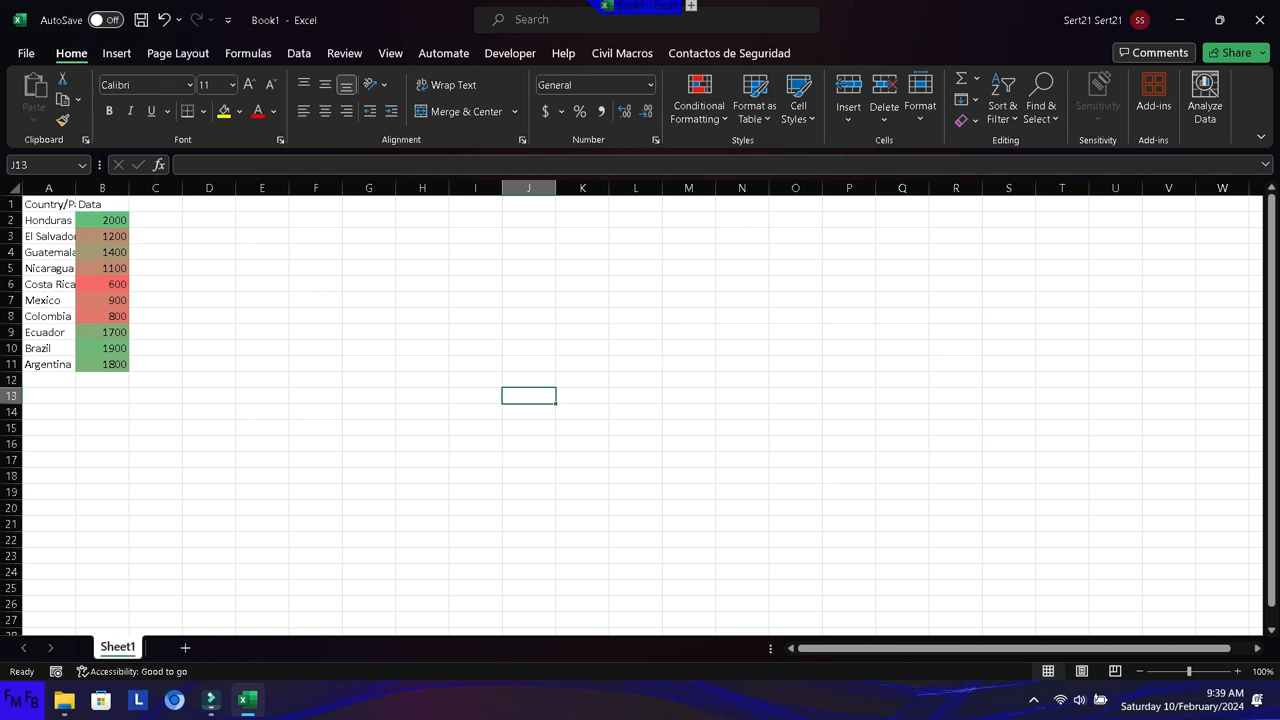 AutoSave Off Book1 - Excel Search Book1 - Excel Sert21 Sert21 SS
File Home Insert Page Layout Formulas Data Review View Automate Developer Help Civil Macros Contactos de Seguridad Comments Share
Paste
Calibri 11
Wrap Text
General
B I U
Merge & Center
$ % ,
Conditional Formatting
Format as Table
Cell Styles
Insert
Delete
Format
Sort & Filter
Find & Select
Sensitivity
Add-ins
Analyze Data
Clipboard Font Alignment Number Styles Cells Editing Sensitivity Add-ins
J13 fx
A B C D E F G H I J K L M N O P Q R S T U V W
1 Country/Pa Data
2 Honduras 2000
3 El Salvador 1200
4 Guatemala 1400
5 Nicaragua 1100
6 Costa Rica 600
7 Mexico 900
8 Colombia 800
9 Ecuador 1700
10 Brazil 1900
11 Argentina 1800
12
13
14
15
16
17
18
19
20
21
22
23
24
25
26
27
28
Sheet1
Ready Accessibility: Good to go 100%
FM FB L 9:39 AM
Saturday 10/February/2024